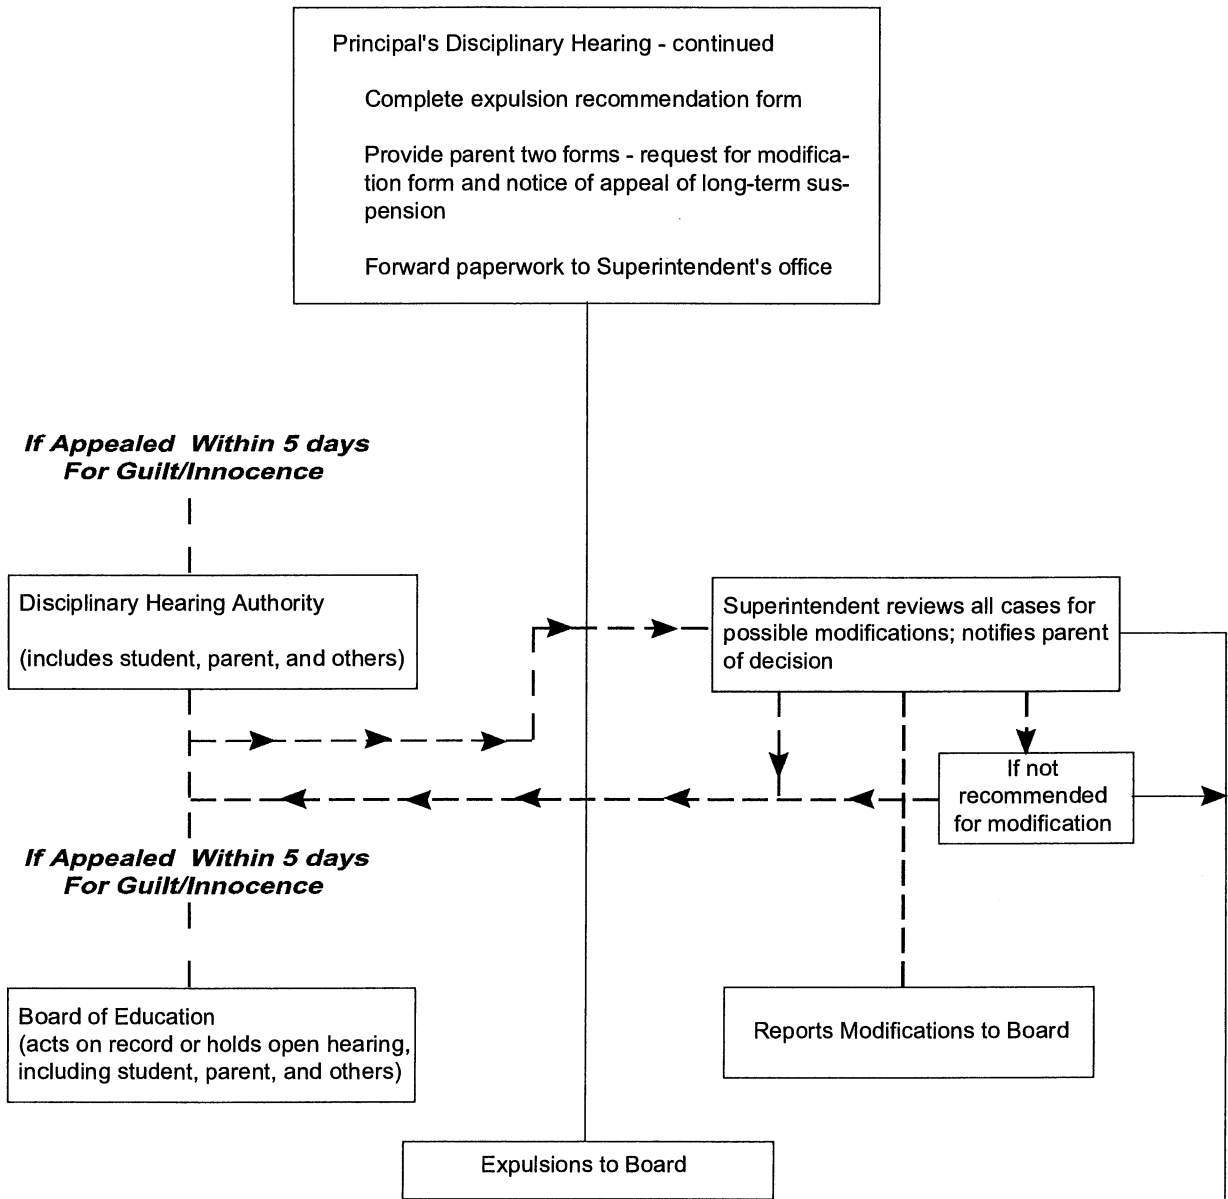 Principal's Disciplinary Hearing - continued
Complete expulsion recommendation form
Provide parent two forms - request for modifica-
tion form and notice of appeal of long-term sus-
pension
Forward paperwork to Superintendent's office
If Appealed Within 5 days
For Guilt/Innocence
Disciplinary Hearing Authority
(includes student, parent, and others)
Superintendent reviews all cases for
possible modifications; notifies parent
of decision
If not
recommended
for modification
If Appealed Within 5 days
For Guilt/Innocence
Board of Education
(acts on record or holds open hearing,
including student, parent, and others)
Reports Modifications to Board
Expulsions to Board